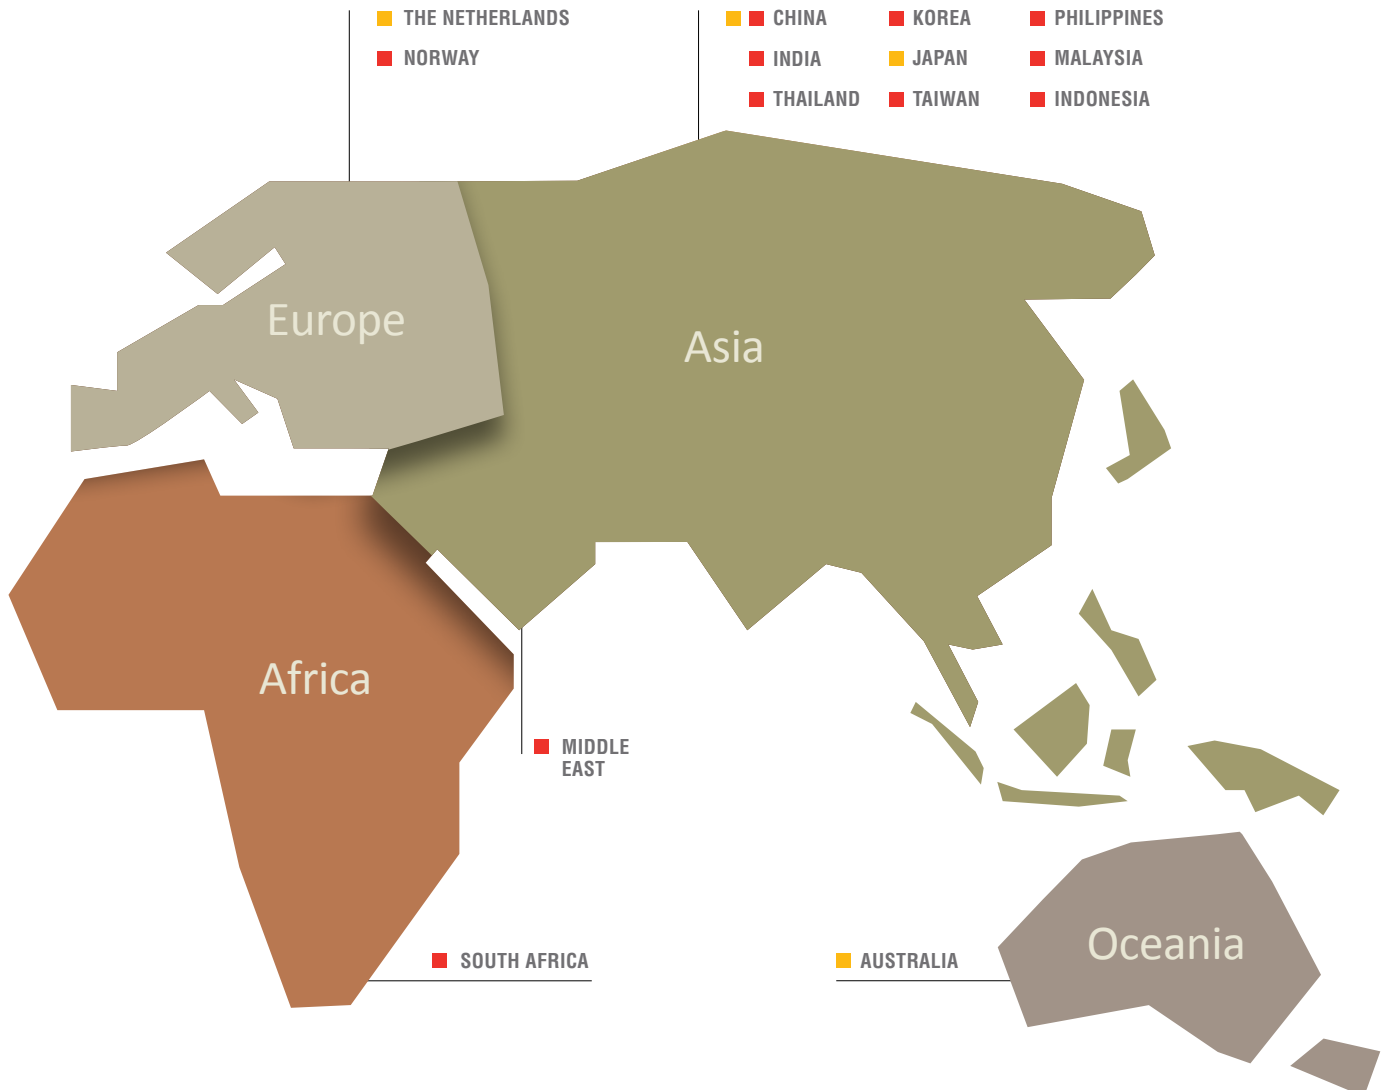 THE NETHERLANDS
NORWAY
CHINA
KOREA
PHILIPPINES
INDIA
JAPAN
MALAYSIA
THAILAND
TAIWAN
INDONESIA
Europe
Asia
Africa
MIDDLE
EAST
Oceania
SOUTH AFRICA
AUSTRALIA